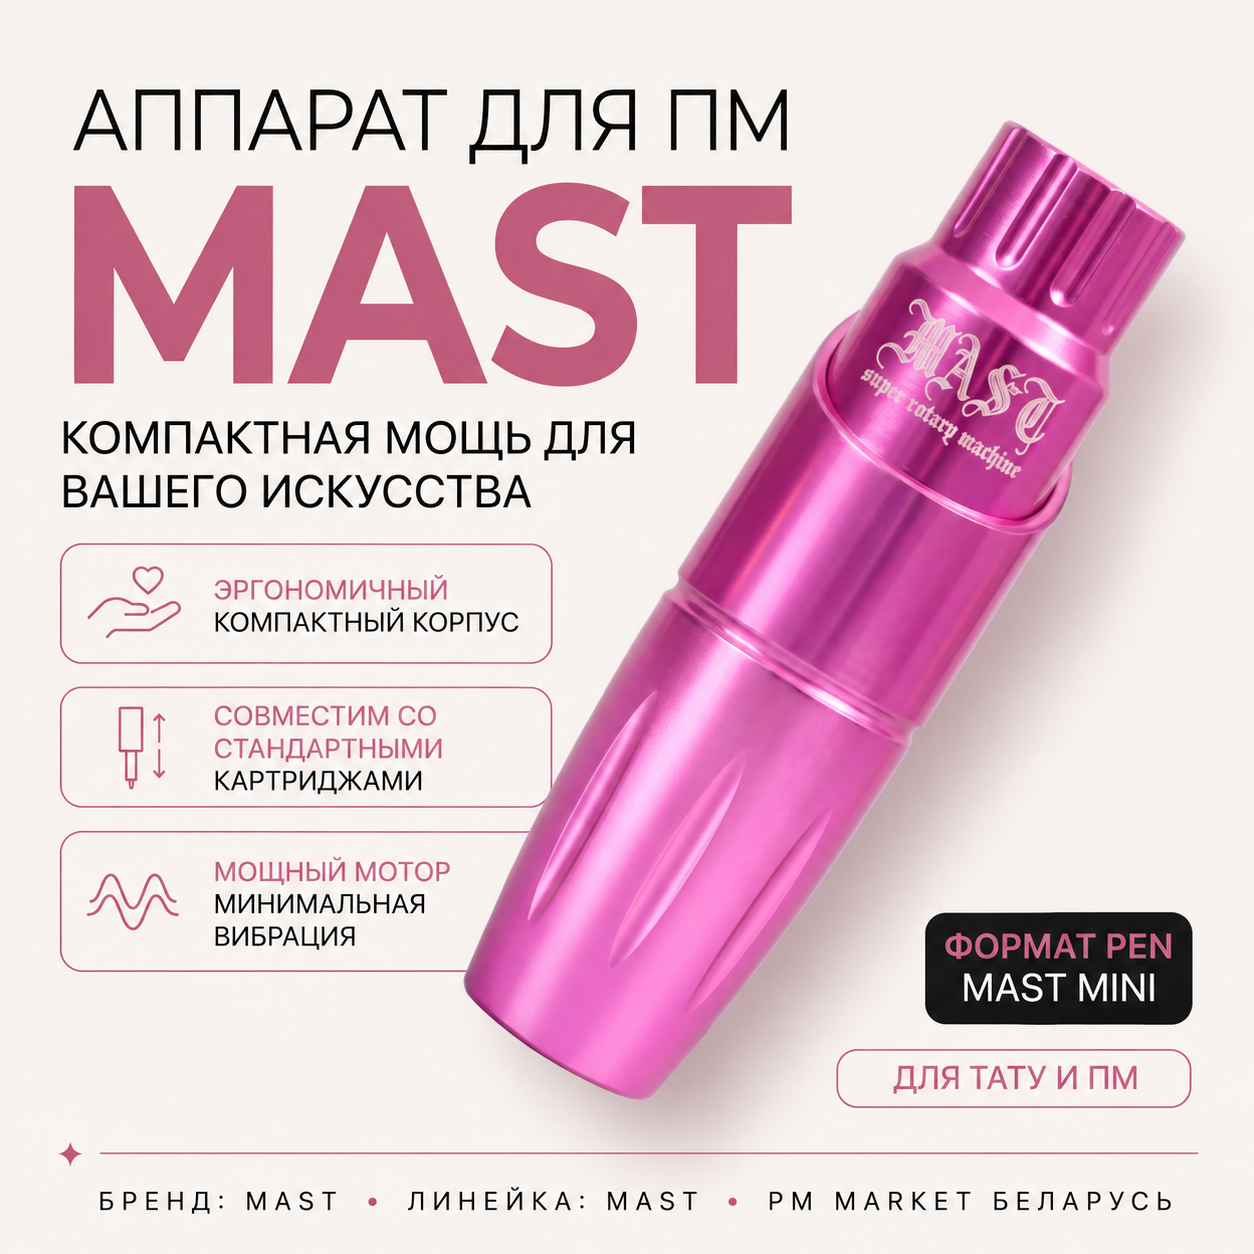 АППАРАТ ДЛЯ ПМ
MAST
КОМПАКТНАЯ МОЩЬ ДЛЯ
ВАШЕГО ИСКУССТВА
ЭРГОНОМИЧНЫЙ
КОМПАКТНЫЙ КОРПУС
СОВМЕСТИМ СО
СТАНДАРТНЫМИ
КАРТРИДЖАМИ
МОЩНЫЙ МОТОР
МИНИМАЛЬНАЯ
ВИБРАЦИЯ
MAST
super rotary machine
ФОРМАТ PEN
MAST MINI
ДЛЯ ТАТУ И ПМ
БРЕНД: MAST • ЛИНЕЙКА: MAST • PM MARKET БЕЛАРУСЬ